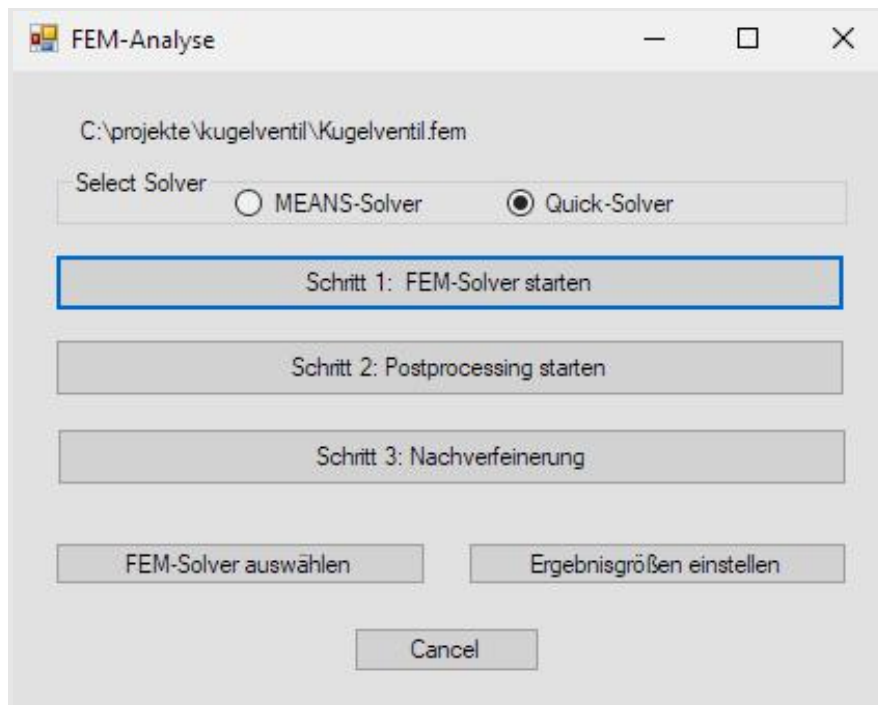 FEM-Analyse
C:\projekte\kugelventil\Kugelventil.fem
Select Solver
MEANS-Solver Quick-Solver
Schritt 1:  FEM-Solver starten
Schritt 2: Postprocessing starten
Schritt 3: Nachverfeinerung
FEM-Solver auswählen Ergebnisgrößen einstellen
Cancel